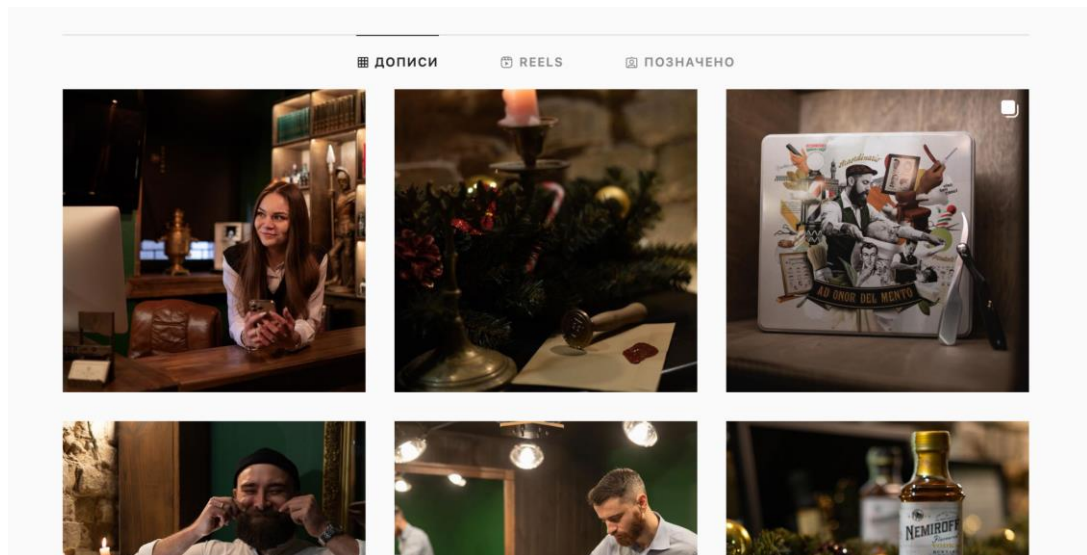 ДОПИСИ REELS ПОЗНАЧЕНО
AD ONOR DEL MENTO
NEMIROFF